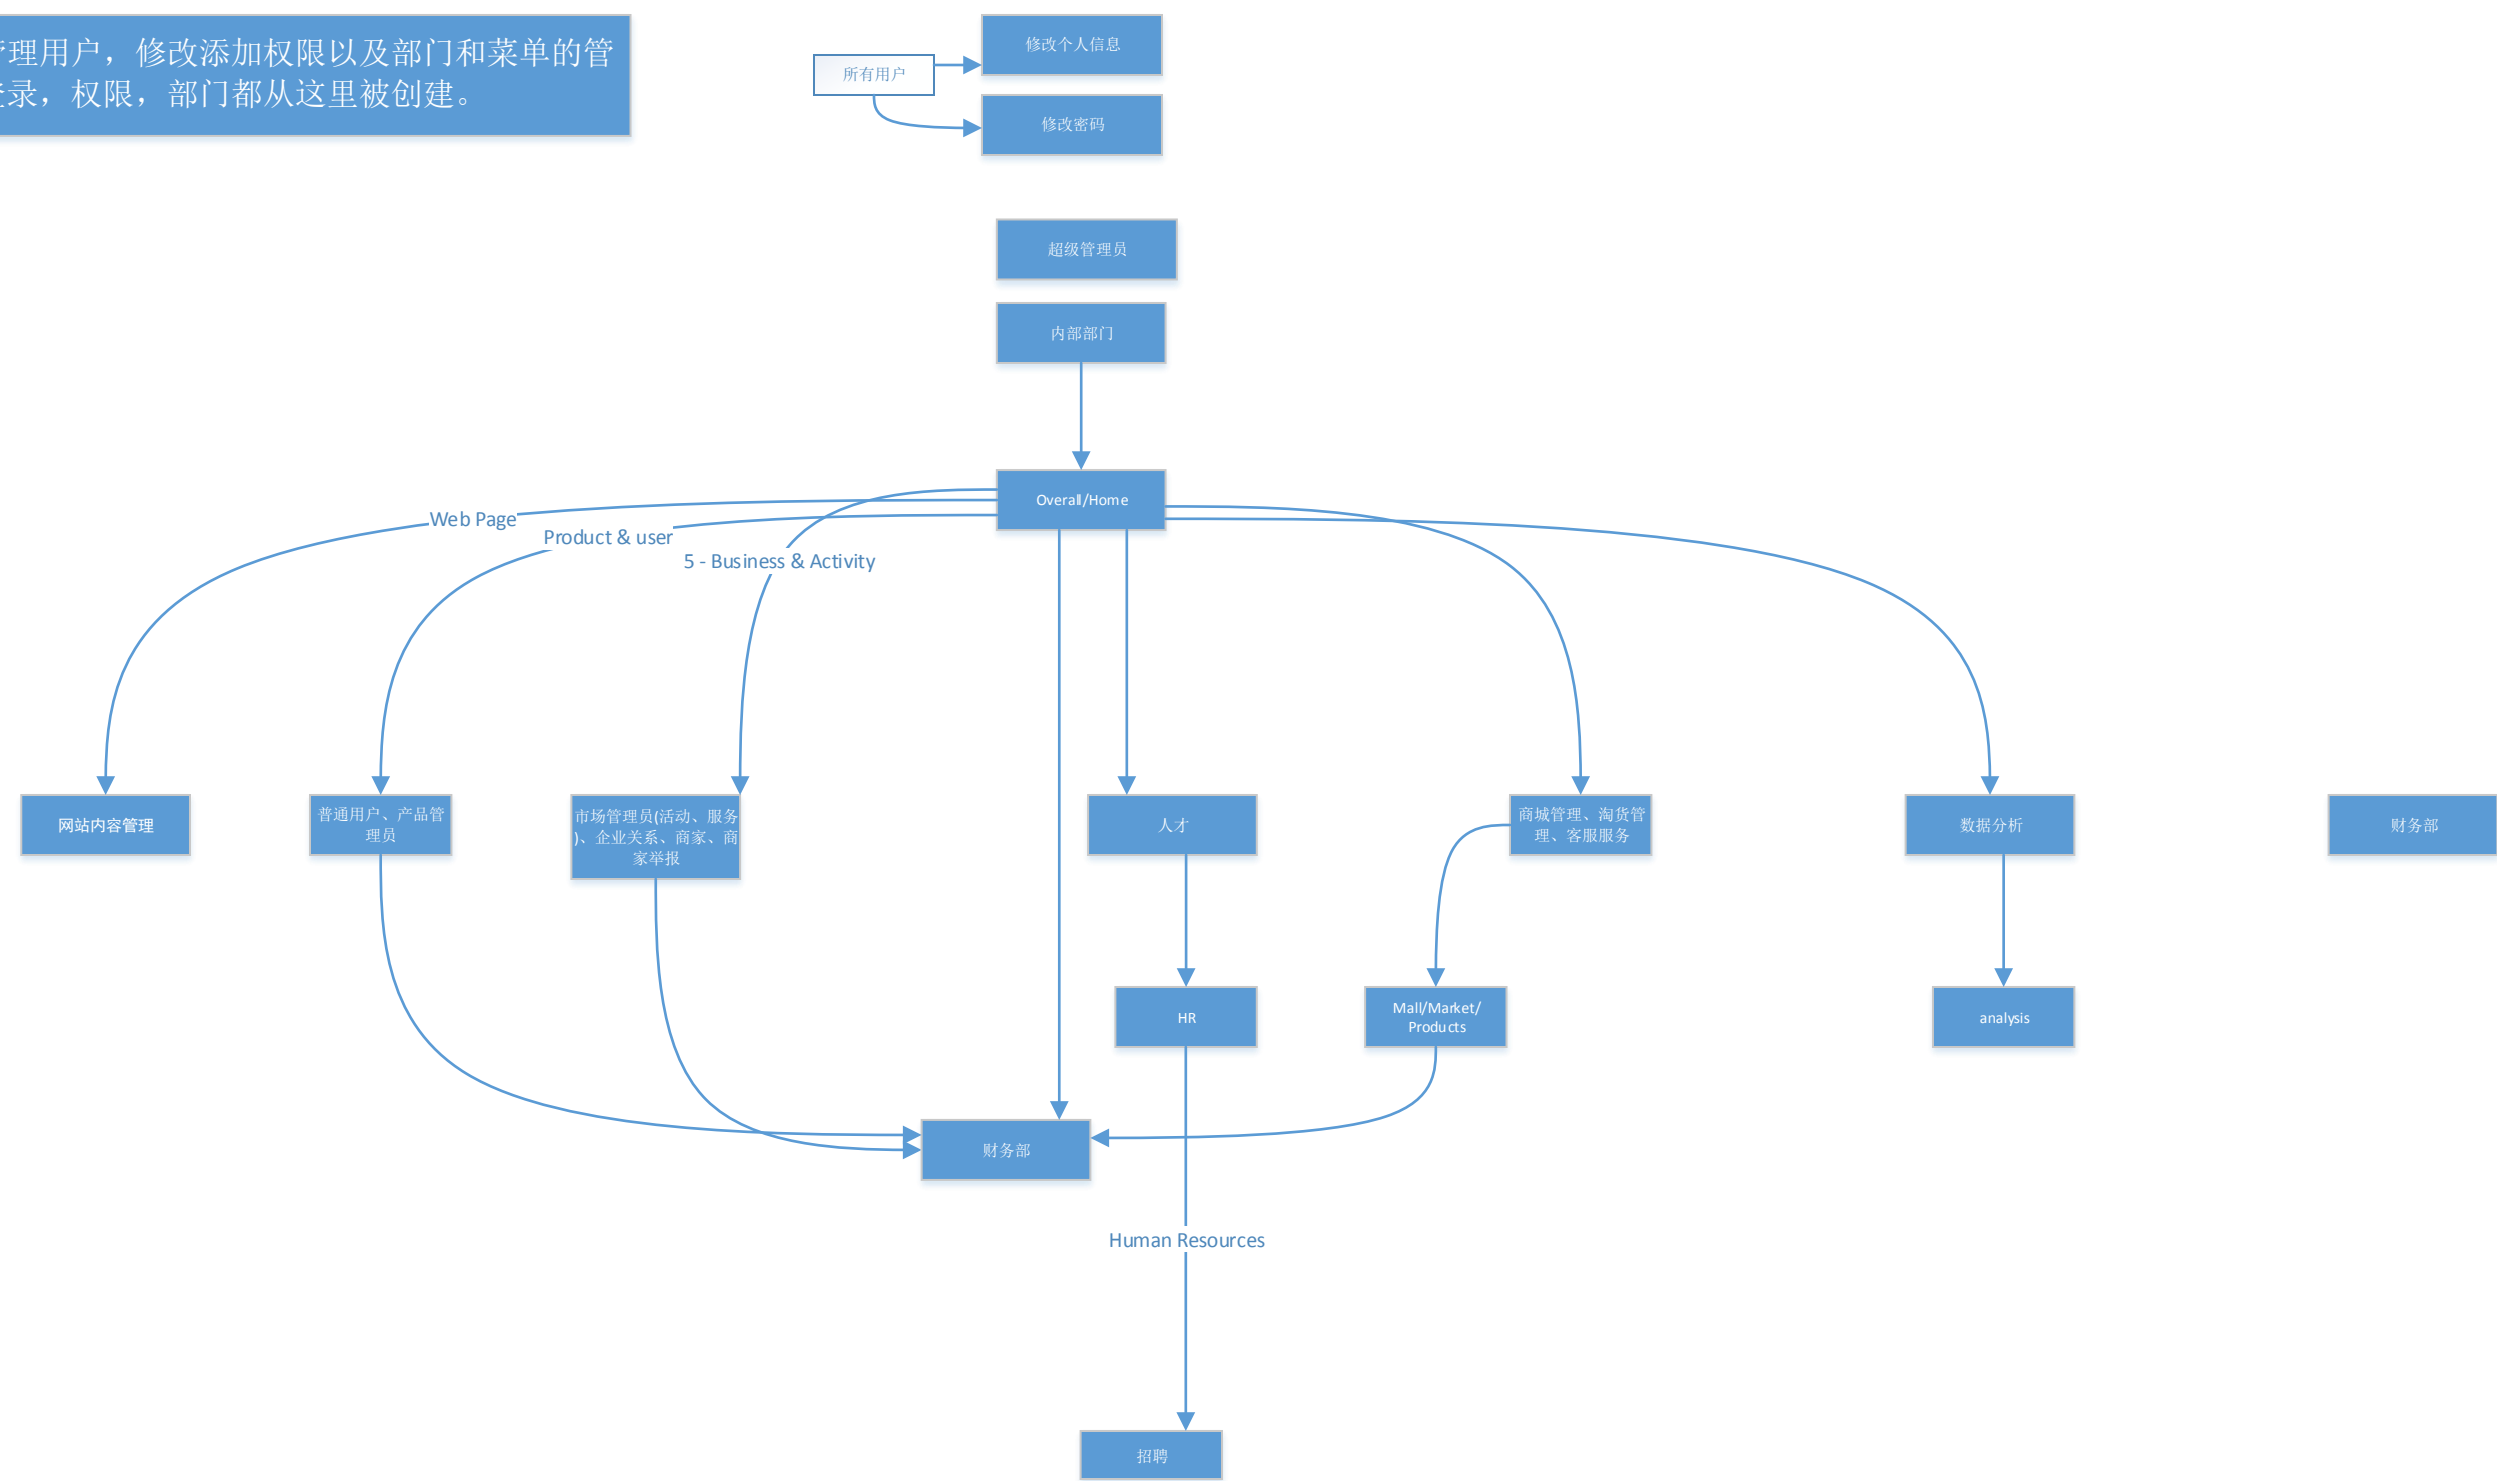 理用户，修改添加权限以及部门和菜单的管
录，权限，部门都从这里被创建。
所有用户
修改个人信息
修改密码
超级管理员
内部部门
Overall/Home
Web Page
Product & user
5 - Business & Activity
网站内容管理
普通用户、产品管
理员
市场管理员(活动、服务
)、企业关系、商家、商
家举报
人才
商城管理、淘货管
理、客服服务
数据分析
财务部
HR
Mall/Market/
Products
analysis
财务部
Human Resources
招聘